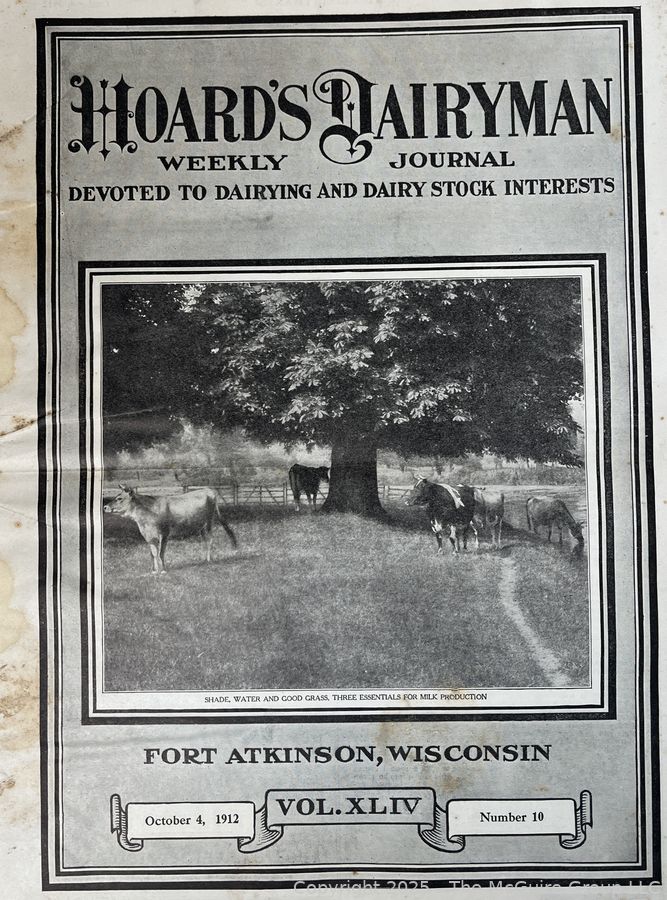 HOARD'S DAIRYMAN
WEEKLY JOURNAL
DEVOTED TO DAIRYING AND DAIRY STOCK INTERESTS
SHADE, WATER AND GOOD GRASS, THREE ESSENTIALS FOR MILK PRODUCTION
FORT ATKINSON, WISCONSIN
October 4, 1912
VOL. XLIV
Number 10
Copyright 2025 - The McGuire Group LLC